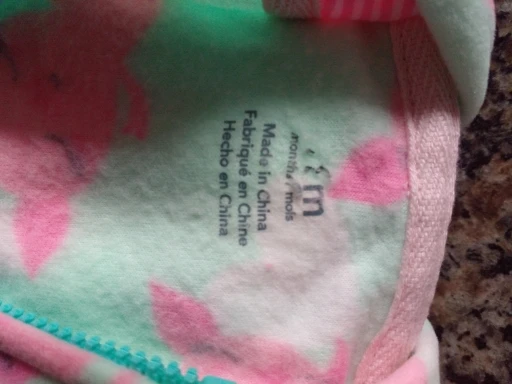 m
months / mois
Made in China
Fabriqué en Chine
Hecho en China